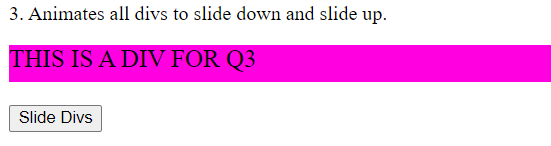 3. Animates all divs to slide down and slide up.
THIS IS A DIV FOR Q3
Slide Divs